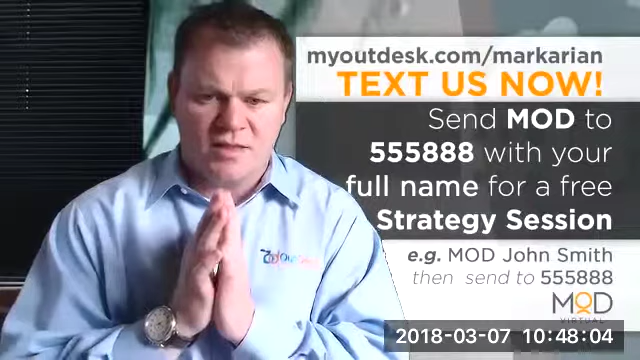 myoutdesk.com/markarian
TEXT US NOW!
Send MOD to
555888 with your
full name for a free
Strategy Session
e.g. MOD John Smith
then send to 555888
MOD
VIRTUAL
2018-03-07 10:48:04